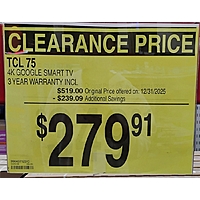 CLEARANCE PRICE
TCL 75
4K GOOGLE SMART TV
3 YEAR WARRANTY INCL
$519.00 Original Price offered on: 12/31/2025
- $239.09 Additional Savings
$279.91